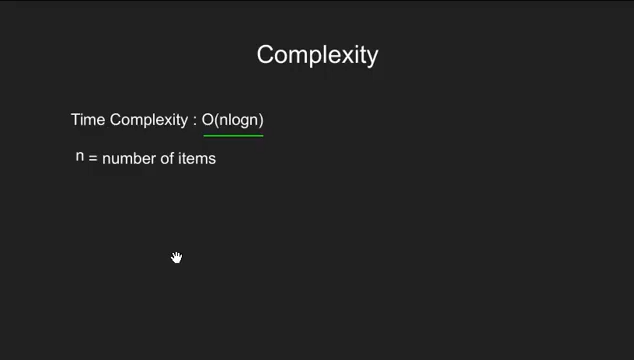 Complexity
Time Complexity : O(nlogn)
n = number of items